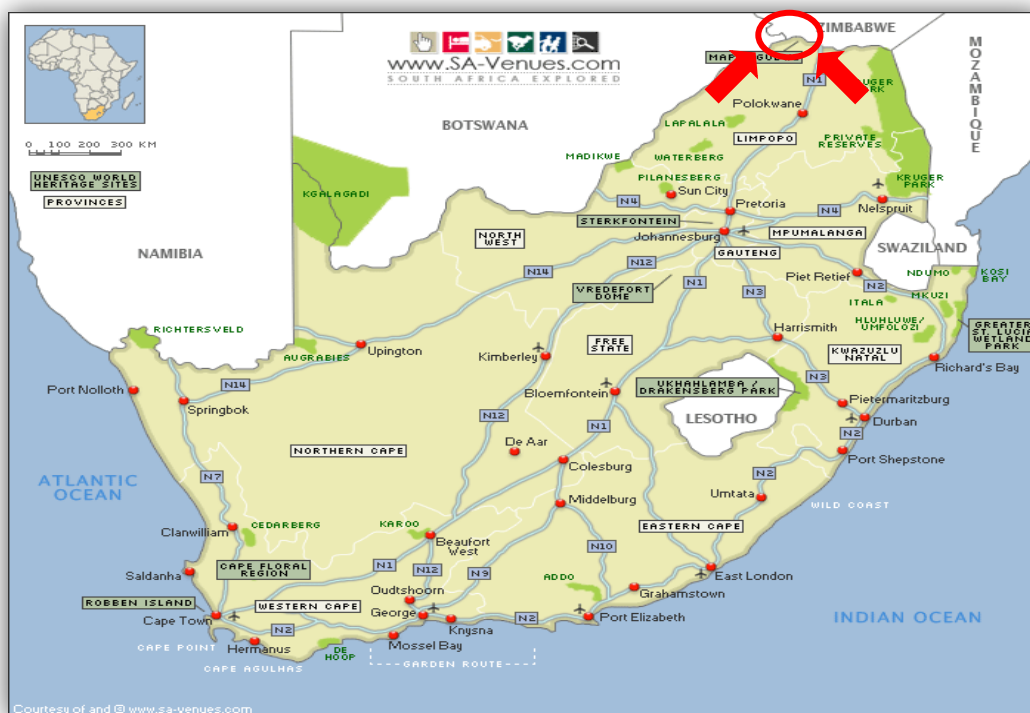 ZIMBABWE
www.SA-Venues.com
SOUTH AFRICA EXPLORED
MOZAMBIQUE
N1
Polokwane
BOTSWANA
LAPALALA
LIMPOPO
PRIVATE
RESERVES
0 100 200 300 KM
MADIKWE
WATERBERG
UNESCO WORLD
HERITAGE SITES
PILANESBERG
KRUGER
PARK
PROVINCES
KGALAGADI
Sun City
N4
Pretoria
N4
Nelspruit
STERKFONTEIN
Johannesburg
MPUMALANGA
NORTH
WEST
GAUTENG
SWAZILAND
NAMIBIA
N14
N12
N1
N3
Piet Retief
N2
NDUMO
KOSI
BAY
VREDEFORT
DOME
ITALA
MKUZI
HLUHLUWE/
UMFOLOZI
GREATER
ST. LUCIA
WETLAND
PARK
RICHTERSVELD
AUGRABIES
Upington
Kimberley
FREE
STATE
Harrismith
KWAZUZLU
NATAL
Richard's Bay
Port Nolloth
N14
Springbok
Bloemfontein
UKHAHLAMBA /
DRAKENSBERG PARK
N3
Pietermaritzburg
N12
N1
LESOTHO
Durban
N2
NORTHERN CAPE
De Aar
Colesburg
Port Shepstone
ATLANTIC
OCEAN
N7
N2
Middelburg
Umtata
WILD COAST
Clanwilliam
CEDARBERG
KAROO
EASTERN CAPE
Beaufort
West
N10
Saldanha
CAPE FLORAL
REGION
N1
N12
N9
ADDO
East London
Oudtshoorn
Grahamstown
ROBBEN ISLAND
WESTERN CAPE
George
Cape Town
N2
Knysna
N2
Port Elizabeth
INDIAN OCEAN
CAPE POINT
Hermanus
DE
HOOP
Mossel Bay
GARDEN ROUTE
CAPE AGULHAS
Courtesy of and © www.sa-venues.com